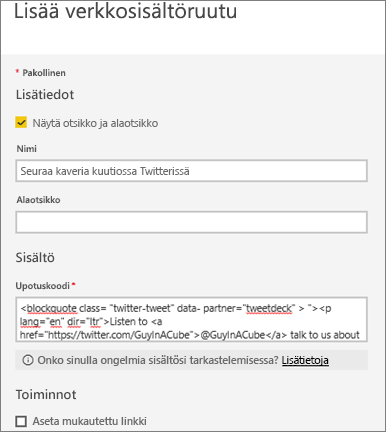 Lisää verkkosisältöruutu
* Pakollinen
Lisätiedot
Näytä otsikko ja alaotsikko
Nimi
Seuraa kaveria kuutiossa Twitterissä
Alaotsikko
Sisältö
* Upotuskoodi
<blockquote class= "twitter-tweet" data- partner="tweetdeck" > "><p
lang="en" dir="ltr">Listen to <a
href="https://twitter.com/GuyInACube">@GuyInACube</a> talk to us about
Onko sinulla ongelmia sisältösi tarkastelemisessa? Lisätietoja
Toiminnot
Aseta mukautettu linkki